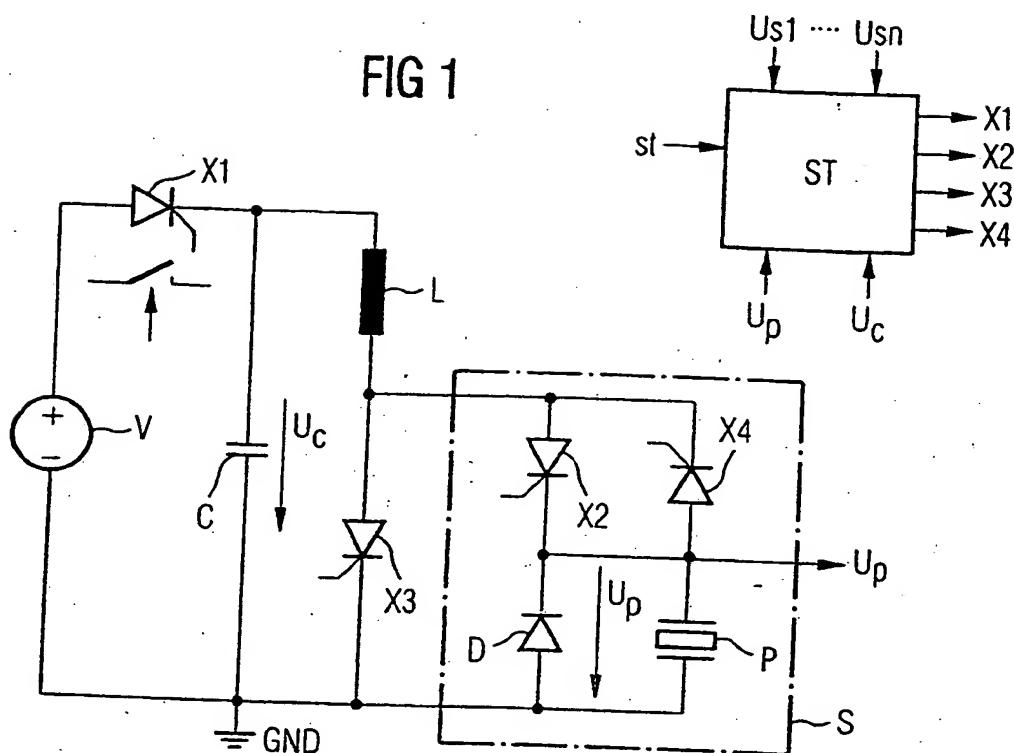 FIG 1
Us1 ···· Usn
st
ST
X1
X2
X3
X4
Up
Uc
X1
L
+
−
V
Uc
C
X3
X2
X4
Up
Up
D
P
S
GND